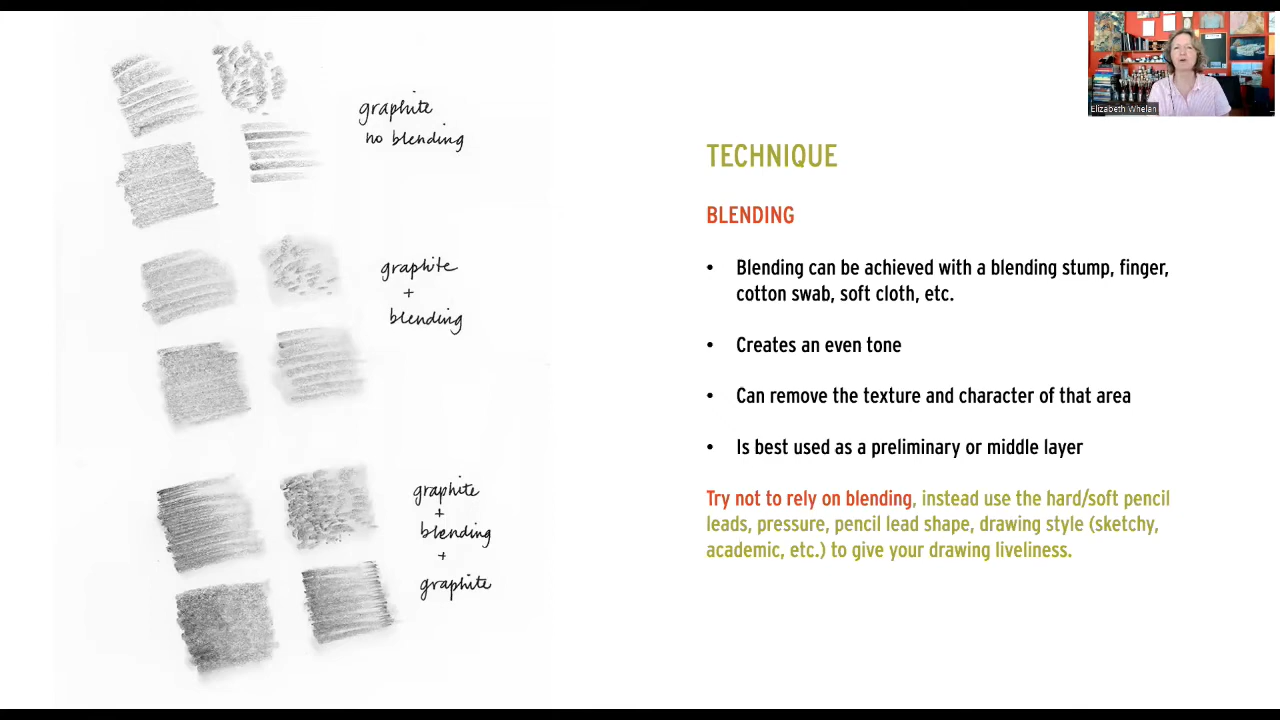 graphite
no blending
graphite
+
blending
graphite
+
blending
+
graphite
TECHNIQUE
BLENDING
• Blending can be achieved with a blending stump, finger,
cotton swab, soft cloth, etc.
• Creates an even tone
• Can remove the texture and character of that area
• Is best used as a preliminary or middle layer
Try not to rely on blending, instead use the hard/soft pencil
leads, pressure, pencil lead shape, drawing style (sketchy,
academic, etc.) to give your drawing liveliness.
Elizabeth Whelan